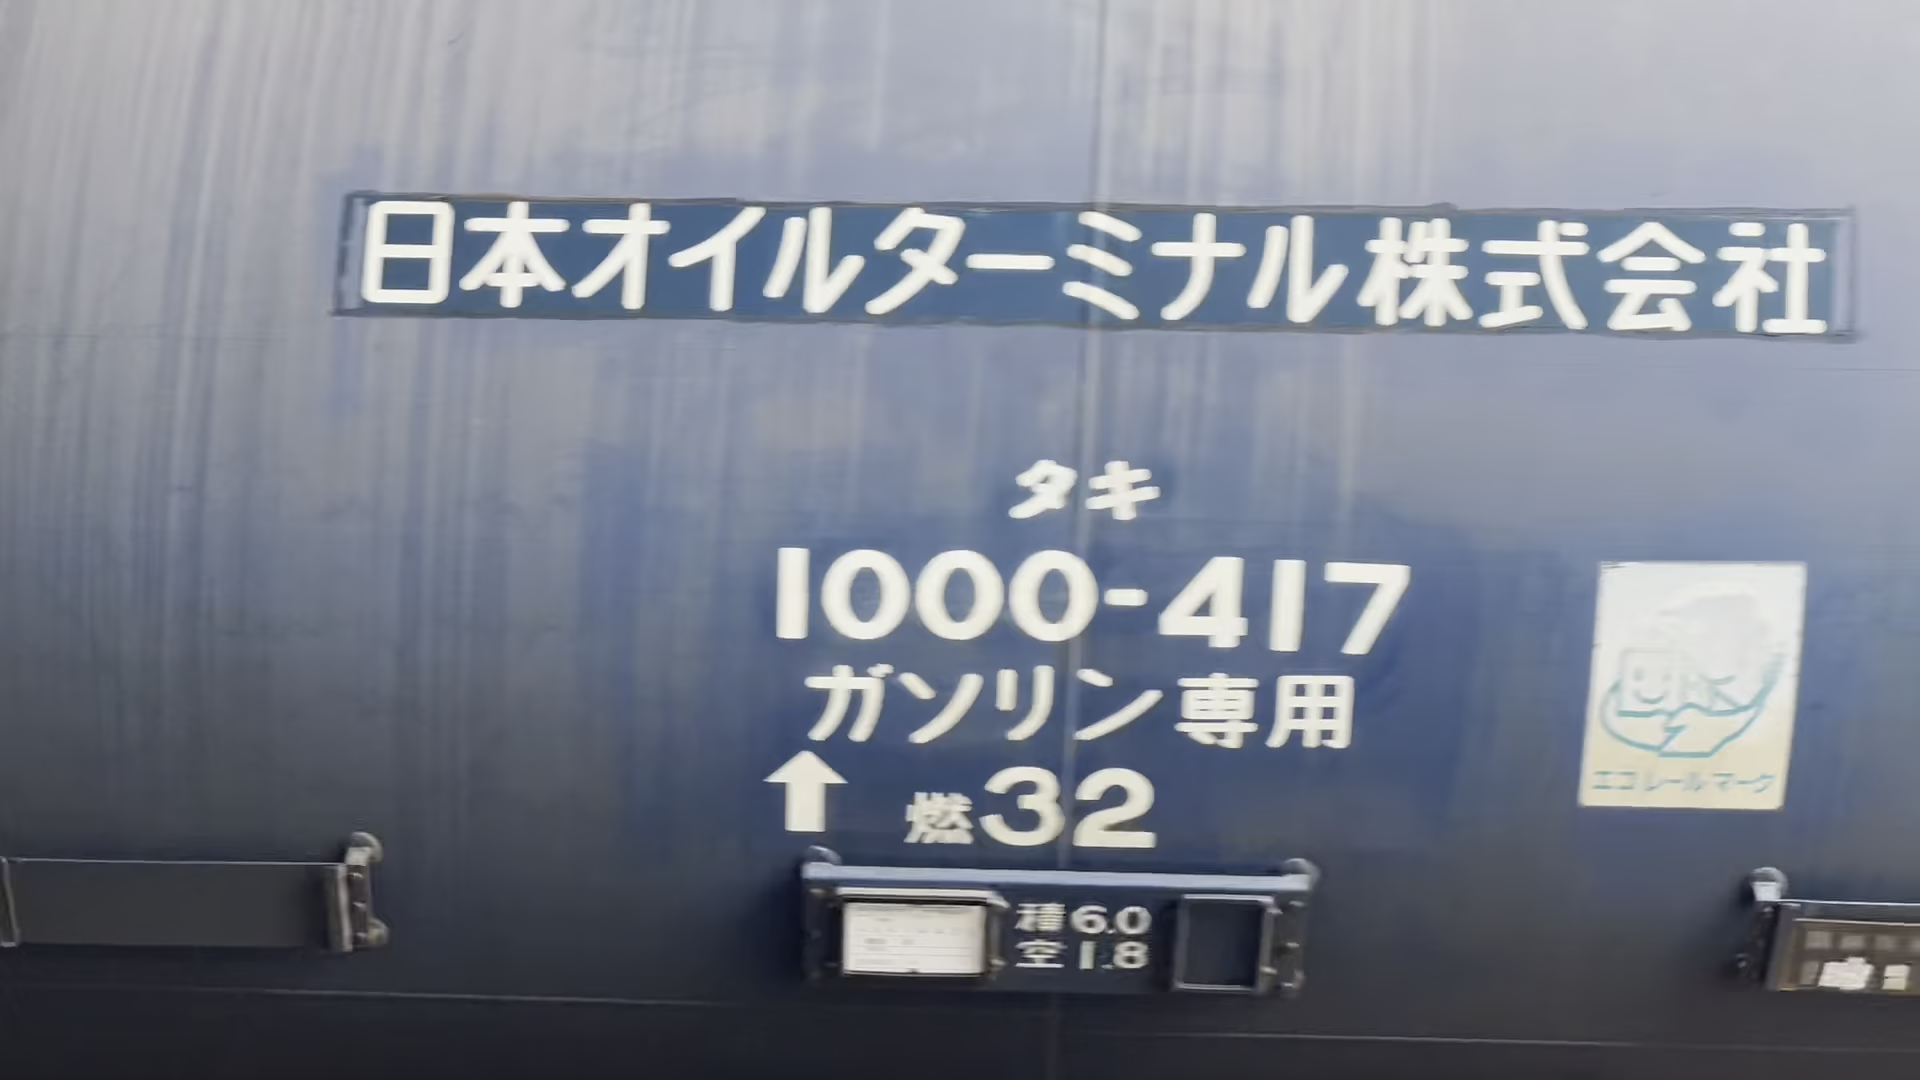 日本オイルターミナル株式会社
タキ
1000-417
ガソリン専用
↑ 燃32
積6.0
空1.8
エコレールマーク